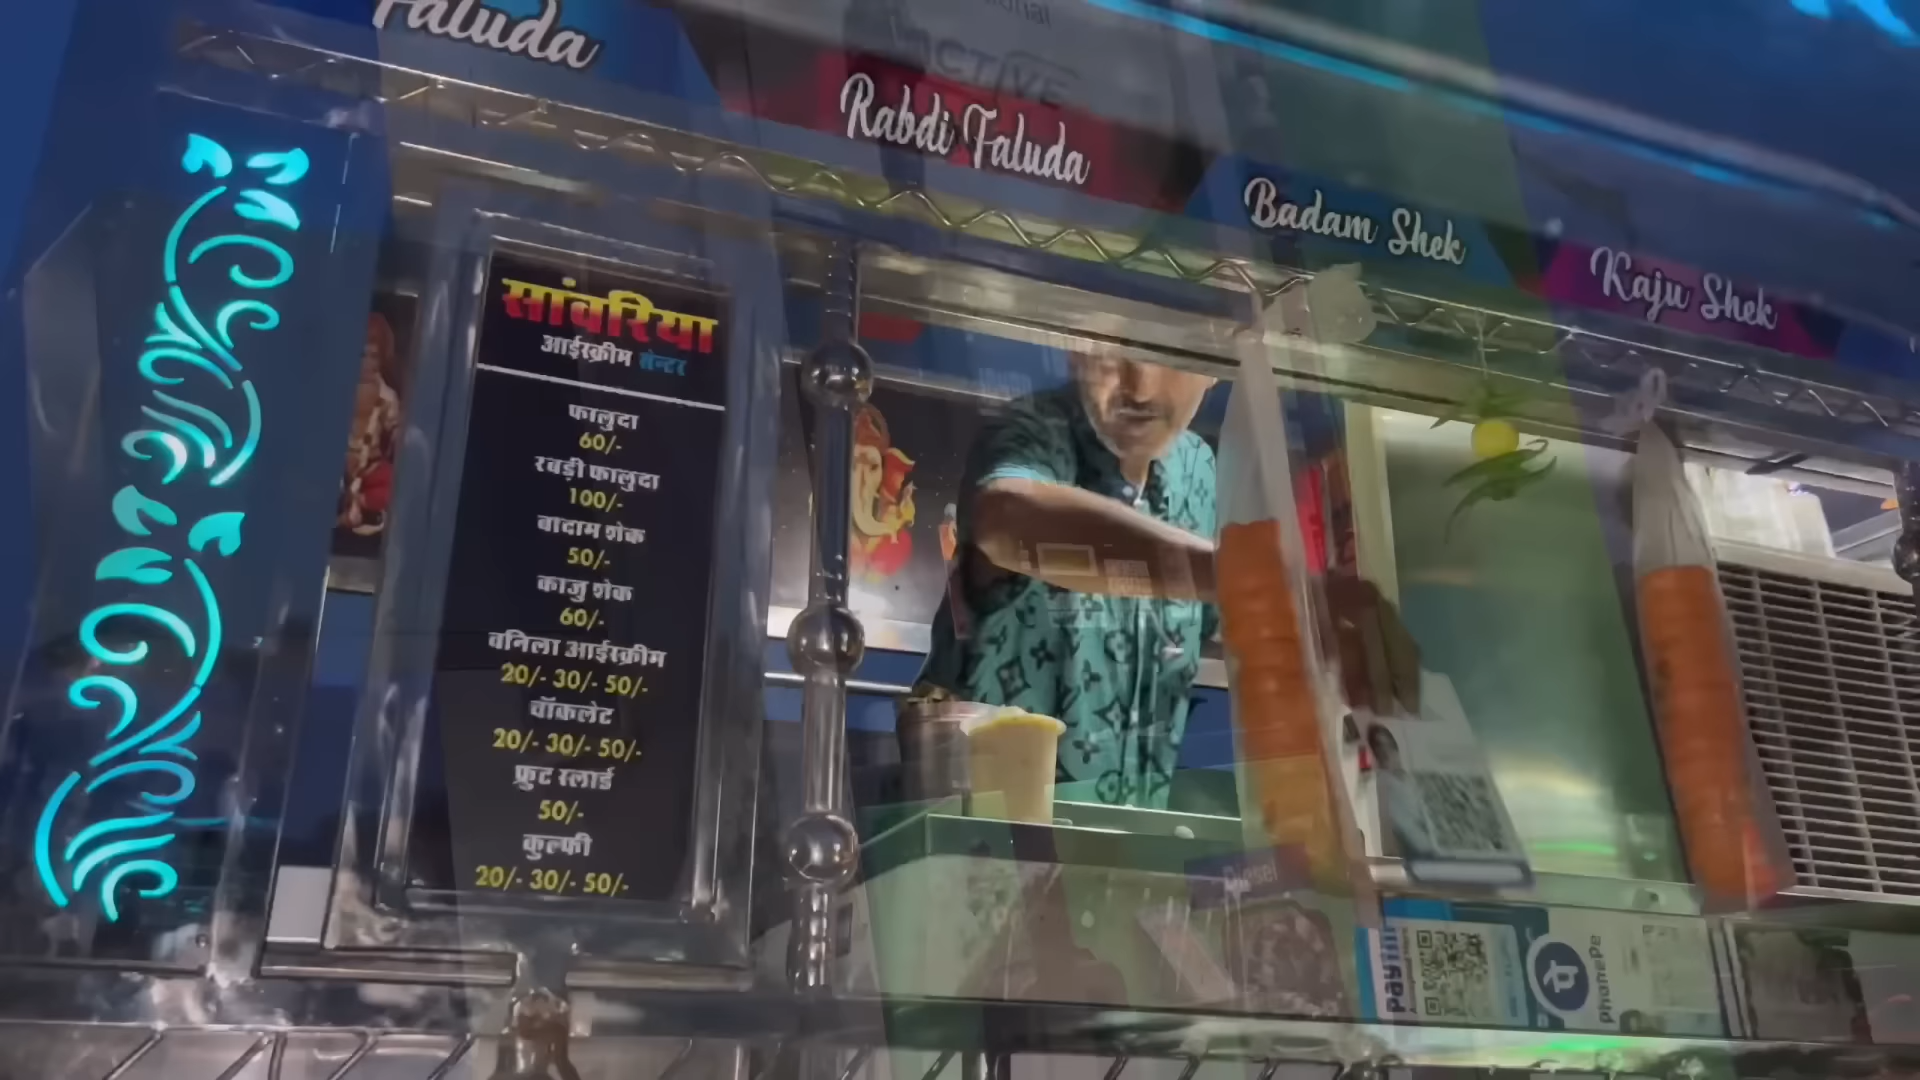 Faluda
Rabdi Faluda
Badam Shek
Kaju Shek
सांवरिया
आईस्क्रीम सेन्टर
फालुदा
60/-
रबड़ी फालुदा
100/-
बादाम शेक
50/-
काजु शेक
60/-
वनिला आईस्क्रीम
20/- 30/- 50/-
चॉकलेट
20/- 30/- 50/-
फ्रुट स्लार्ड
50/-
कुल्फी
20/- 30/- 50/-
Diesel
paytm
पे
PhonePe